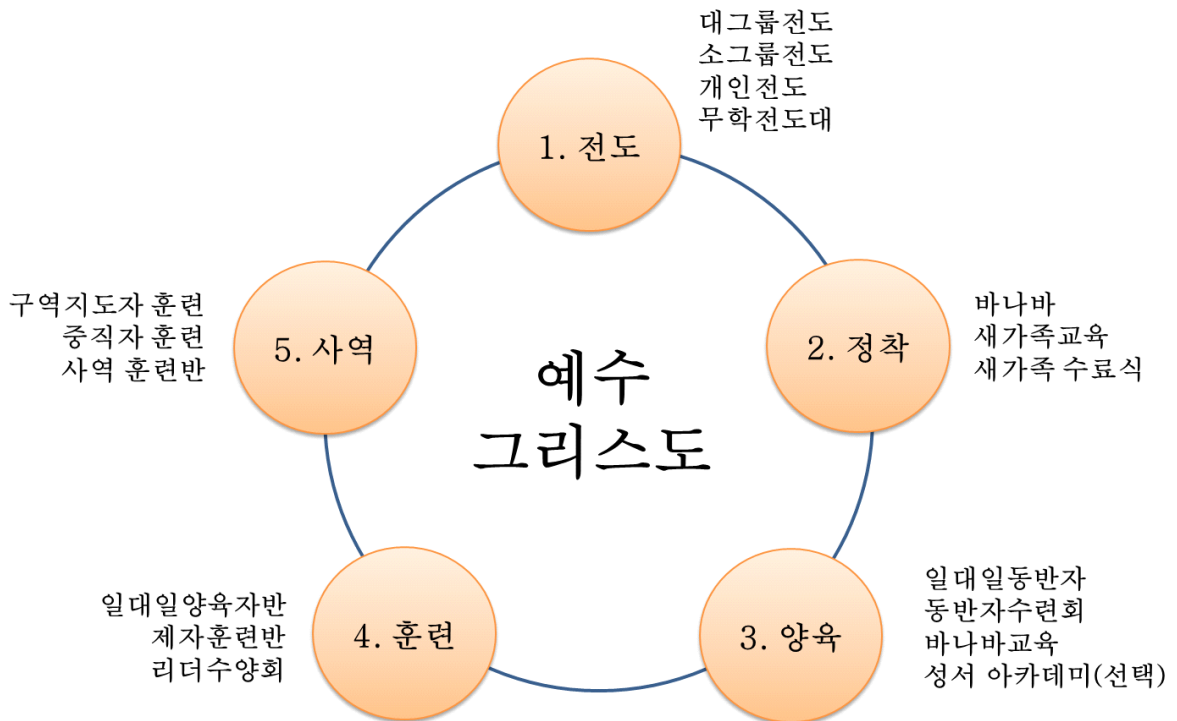 대그룹전도
소그룹전도
개인전도
무학전도대
1. 전도
바나바
새가족교육
새가족 수료식
2. 정착
구역지도자 훈련
중직자 훈련
사역 훈련반
5. 사역
예수
그리스도
일대일동반자
동반자수련회
바나바교육
성서 아카데미(선택)
3. 양육
일대일양육자반
제자훈련반
리더수양회
4. 훈련